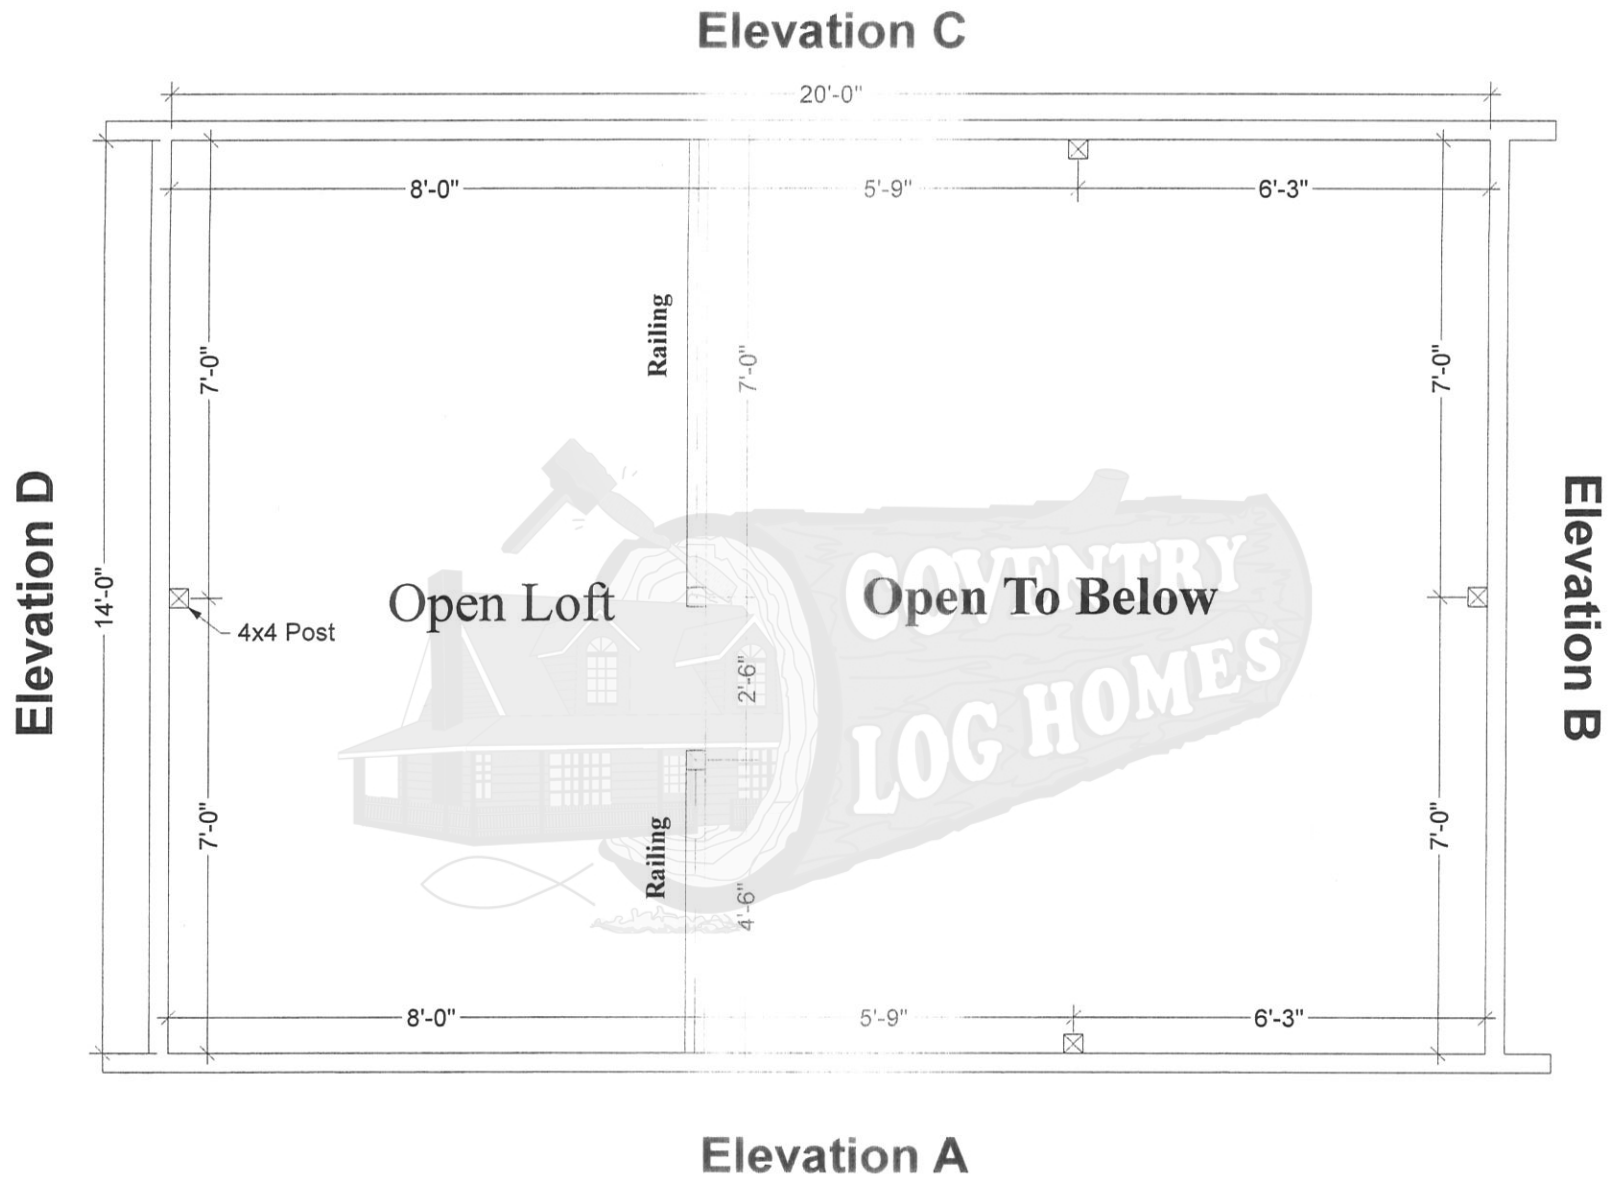 Elevation C
20'-0"
8'-0"
5'-9"
6'-3"
Railing
7'-0"
7'-0"
7'-0"
Elevation D
14'-0"
4x4 Post
Open Loft
Open To Below
COVENTRY
LOG HOMES
Elevation B
2'-6"
7'-0"
Railing
4'-6"
7'-0"
8'-0"
5'-9"
6'-3"
Elevation A